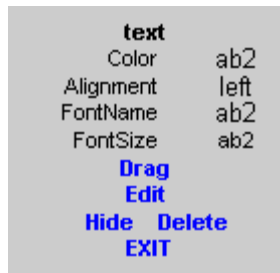 text
Color ab2
Alignment left
FontName ab2
FontSize ab2
Drag
Edit
Hide Delete
EXIT